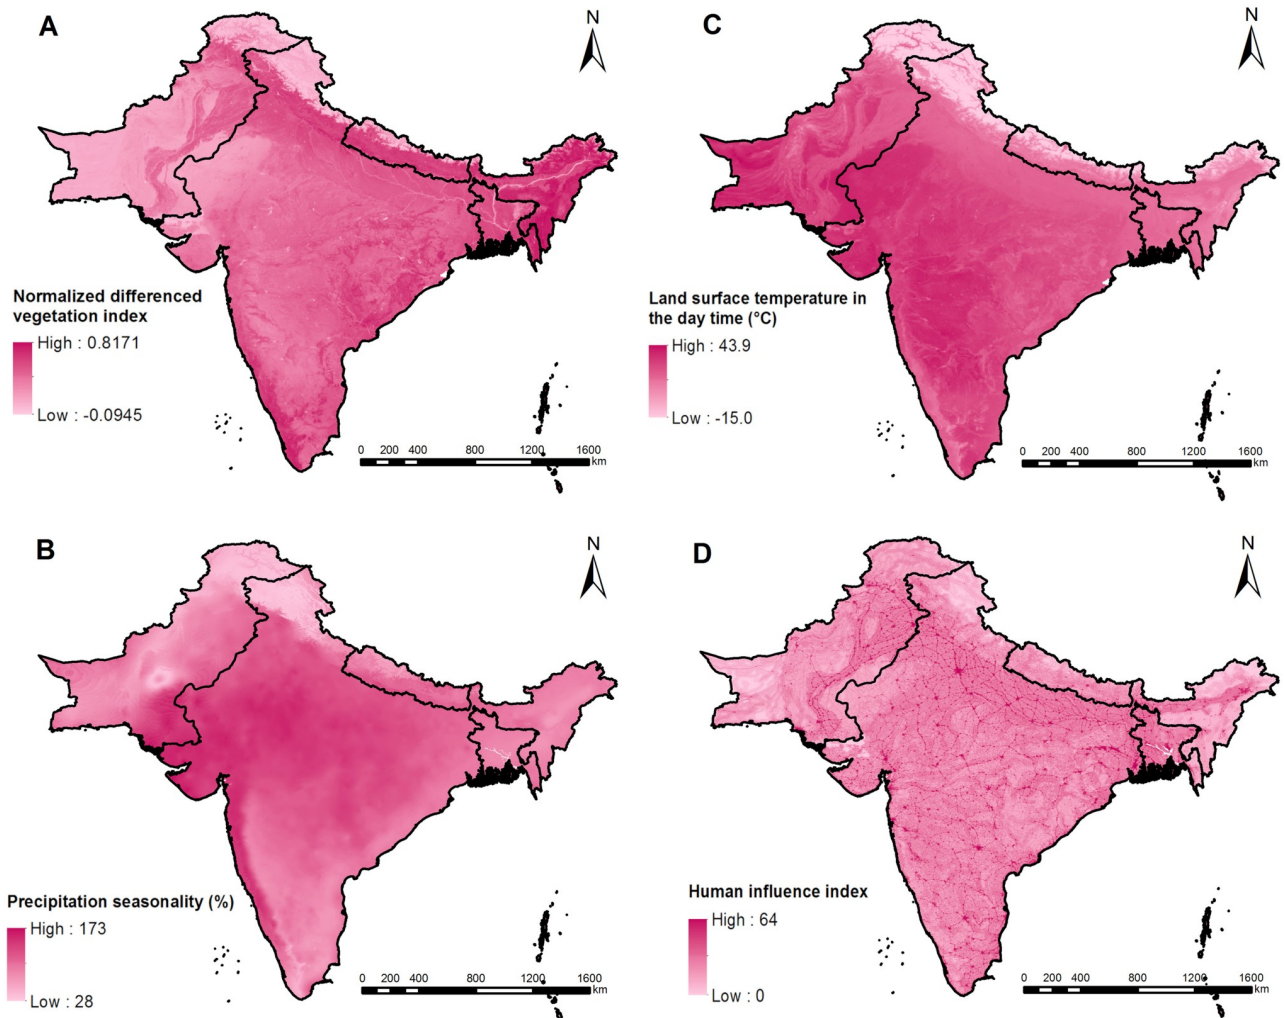 A
N
Normalized differenced
vegetation index
High : 0.8171
Low : -0.0945
0 200 400 800 1200 1600
km
C
N
Land surface temperature in
the day time (°C)
High : 43.9
Low : -15.0
0 200 400 800 1200 1600
km
B
N
Precipitation seasonality (%)
High : 173
Low : 28
0 200 400 800 1200 1600
km
D
N
Human influence index
High : 64
Low : 0
0 200 400 800 1200 1600
km